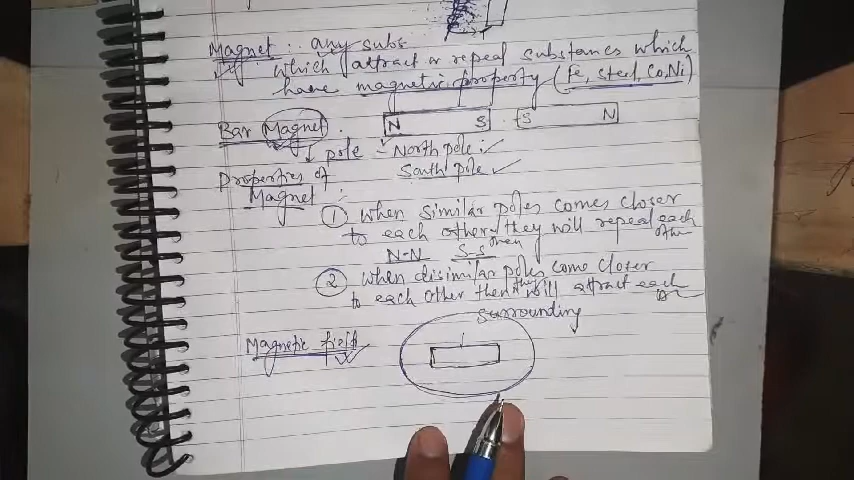 Magnet : any subs
which attract or repeal substances which
have magnetic property (Fe, steel, Co, Ni)
Bar Magnet . N S S N
pole - North pole
South pole
Properties of
Magnet :
① when similar poles comes closer
to each other they will repeal each
other
N-N S-S then
② when disimilar poles come closer
to each other then they will attract each
surrounding
Magnetic field